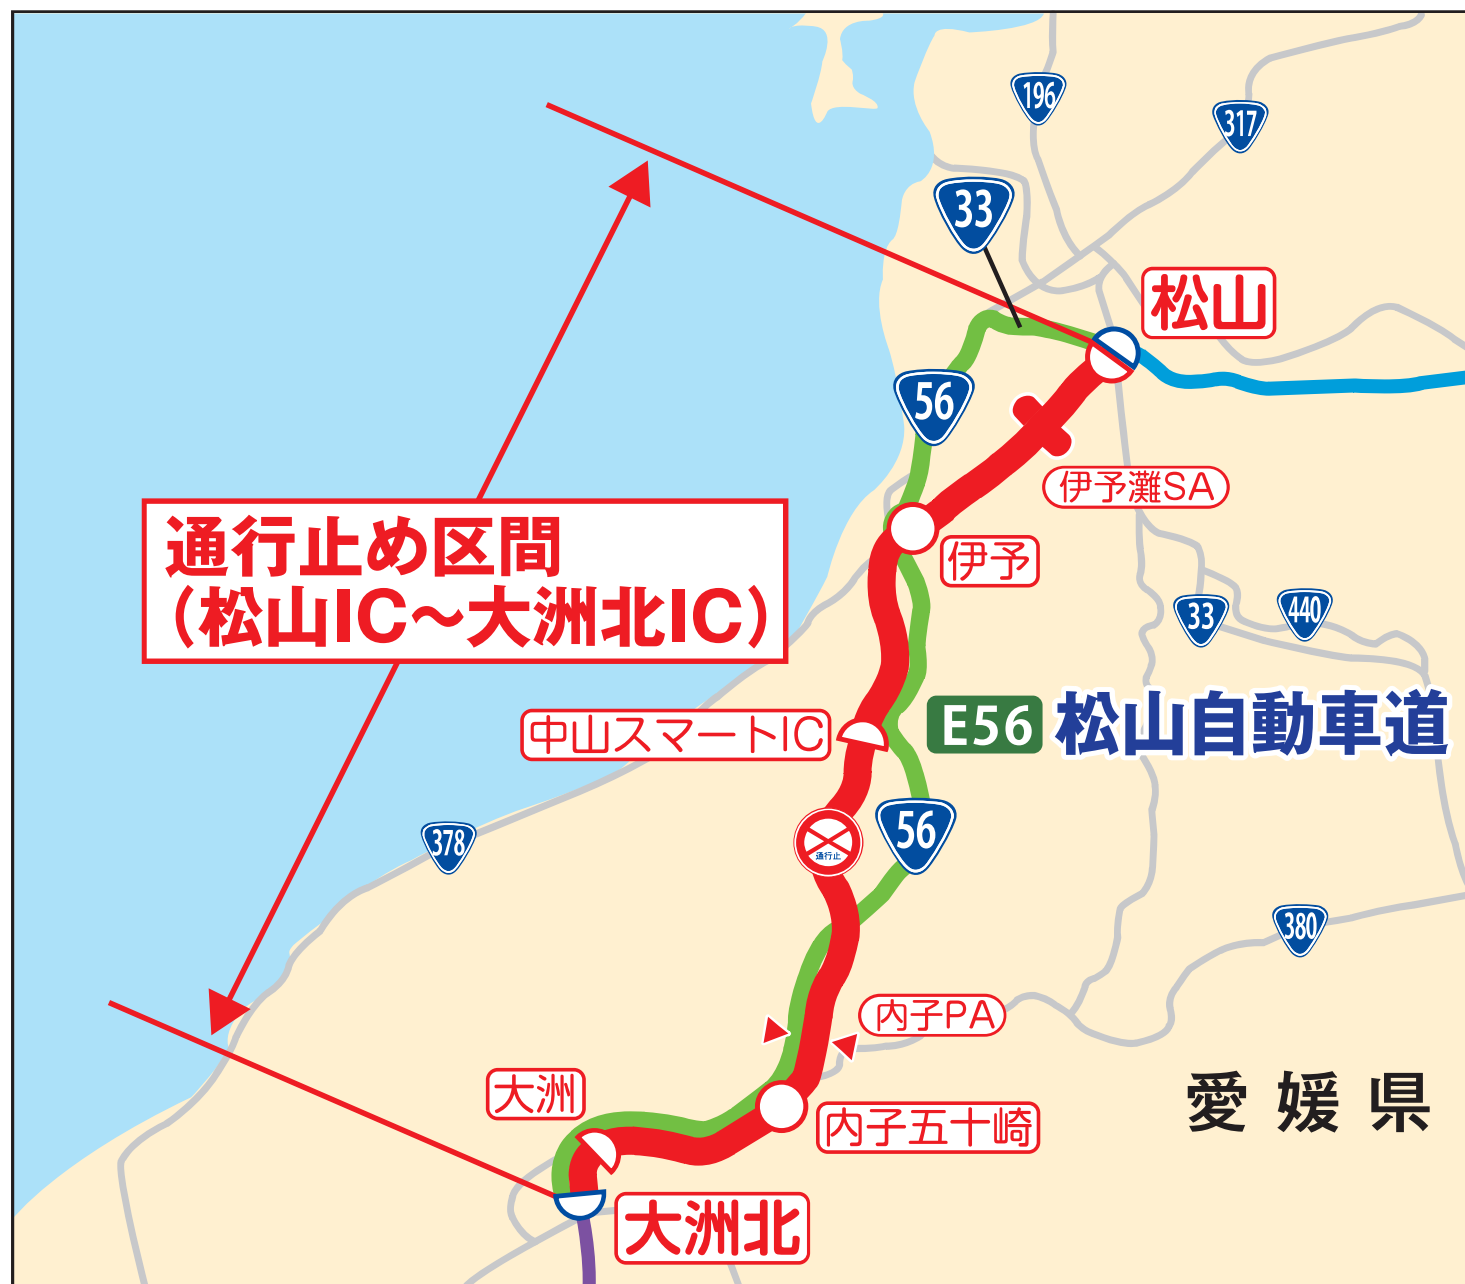 196
317
33
松山
56
伊予灘SA
通行止め区間
(松山IC～大洲北IC)
伊予
33
440
E56 松山自動車道
中山スマートIC
378
通行止
56
380
内子PA
大洲
愛媛県
内子五十崎
大洲北